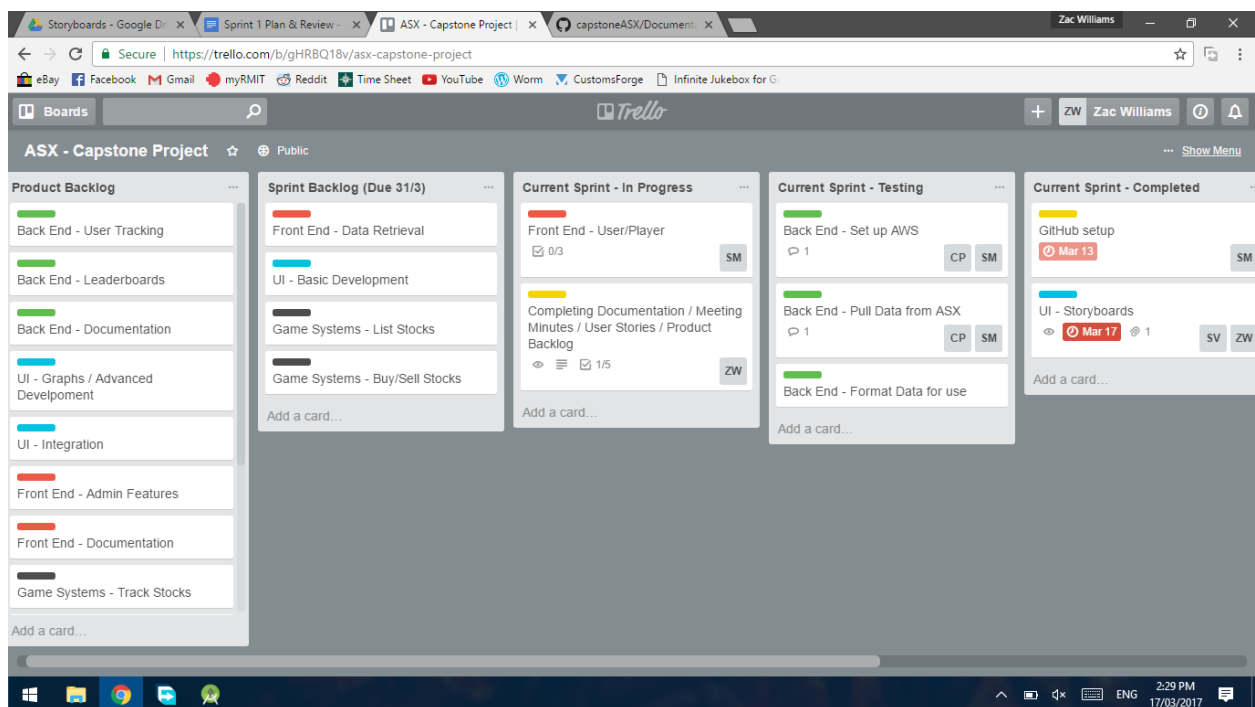 Storyboards - Google Dr
Sprint 1 Plan & Review -
ASX - Capstone Project |
capstoneASX/Document
Zac Williams
Secure | https://trello.com/b/gHRBQ18v/asx-capstone-project
eBay Facebook Gmail myRMIT Reddit Time Sheet YouTube Worm CustomsForge Infinite Jukebox for G
Boards
Trello
ZW Zac Williams
ASX - Capstone Project
Public
... Show Menu
Product Backlog ...
Back End - User Tracking
Back End - Leaderboards
Back End - Documentation
UI - Graphs / Advanced
Develpoment
UI - Integration
Front End - Admin Features
Front End - Documentation
Game Systems - Track Stocks
Add a card...
Sprint Backlog (Due 31/3) ...
Front End - Data Retrieval
UI - Basic Development
Game Systems - List Stocks
Game Systems - Buy/Sell Stocks
Add a card...
Current Sprint - In Progress ...
Front End - User/Player
0/3
SM
Completing Documentation / Meeting
Minutes / User Stories / Product
Backlog
1/5
ZW
Add a card...
Current Sprint - Testing ...
Back End - Set up AWS
1
CP SM
Back End - Pull Data from ASX
1
CP SM
Back End - Format Data for use
Add a card...
Current Sprint - Completed
GitHub setup
Mar 13
SM
UI - Storyboards
Mar 17 1
SV ZW
Add a card...
ENG
2:29 PM
17/03/2017